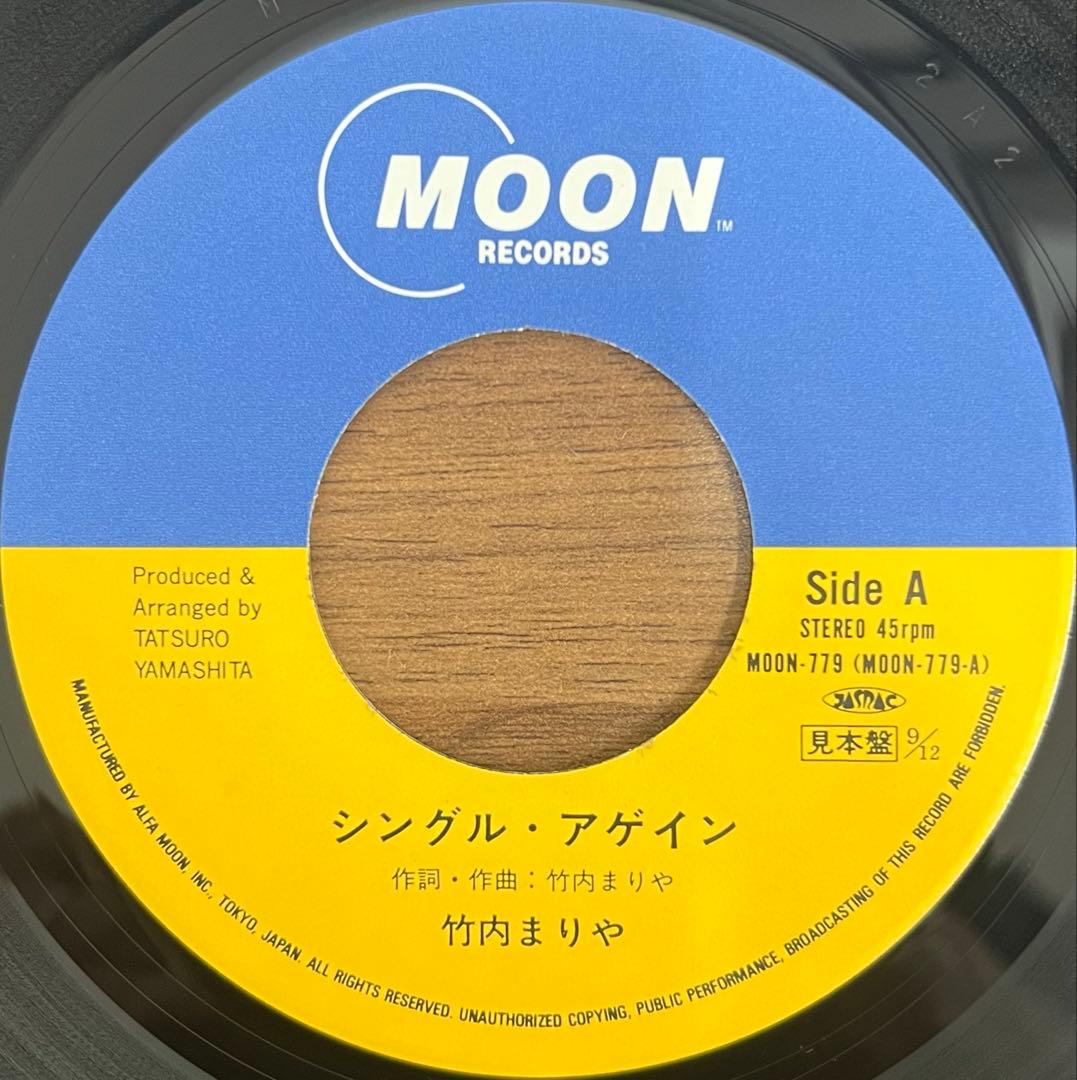 MOON™
RECORDS
Produced &
Arranged by
TATSURO
YAMASHITA
Side A
STEREO 45rpm
MOON-779 (MOON-779-A)
JASRAC
見本盤 9/12
シングル・アゲイン
作詞・作曲:竹内まりや
竹内まりや
MANUFACTURED BY ALFA MOON, INC., TOKYO, JAPAN. ALL RIGHTS RESERVED. UNAUTHORIZED COPYING, PUBLIC PERFORMANCE, BROADCASTING OF THIS RECORD ARE FORBIDDEN.
2 A 2